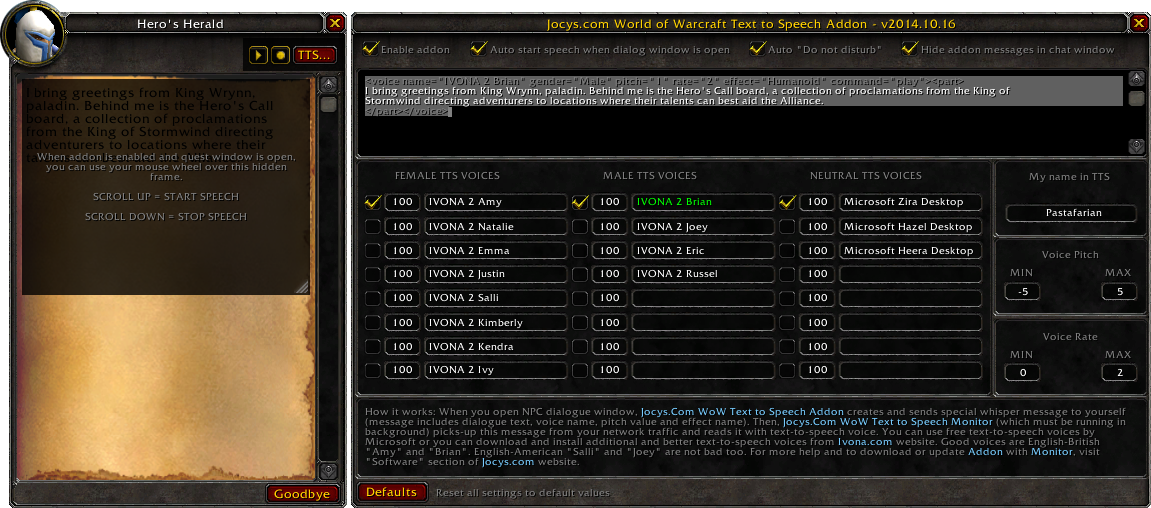 Hero's Herald
TTS...
I bring greetings from King Wrynn,
paladin. Behind me is the Hero's Call
board, a collection of proclamations
from the King of Stormwind directing
adventurers to locations where their
When addon is enabled and quest window is open,
you can use your mouse wheel over this hidden
frame.
SCROLL UP = START SPEECH
SCROLL DOWN = STOP SPEECH
Goodbye
Jocys.com World of Warcraft Text to Speech Addon - v2014.10.16
Enable addon
Auto start speech when dialog window is open
Auto "Do not disturb"
Hide addon messages in chat window
<voice name="IVONA 2 Brian" gender="Male" pitch="1" rate="2" effect="Humanoid" command="play"><part>
I bring greetings from King Wrynn, paladin. Behind me is the Hero's Call board, a collection of proclamations from the King of
Stormwind directing adventurers to locations where their talents can best aid the Alliance.
</part></voice>
FEMALE TTS VOICES MALE TTS VOICES NEUTRAL TTS VOICES
100 IVONA 2 Amy 100 IVONA 2 Brian 100 Microsoft Zira Desktop
100 IVONA 2 Natalie 100 IVONA 2 Joey 100 Microsoft Hazel Desktop
100 IVONA 2 Emma 100 IVONA 2 Eric 100 Microsoft Heera Desktop
100 IVONA 2 Justin 100 IVONA 2 Russel 100
100 IVONA 2 Salli 100 100
100 IVONA 2 Kimberly 100 100
100 IVONA 2 Kendra 100 100
100 IVONA 2 Ivy 100 100
My name in TTS
Pastafarian
Voice Pitch
MIN MAX
-5 5
Voice Rate
MIN MAX
0 2
How it works: When you open NPC dialogue window, Jocys.Com WoW Text to Speech Addon creates and sends special whisper message to yourself
(message includes dialogue text, voice name, pitch value and effect name). Then, Jocys.Com WoW Text to Speech Monitor (which must be running in
background) picks-up this message from your network traffic and reads it with text-to-speech voice. You can use free text-to-speech voices by
Microsoft or you can download and install additional and better text-to-speech voices from Ivona.com website. Good voices are English-British
"Amy" and "Brian". English-American "Salli" and "Joey" are not bad too. For more help and to download or update Addon with Monitor, visit
"Software" section of Jocys.com website.
Defaults
Reset all settings to default values